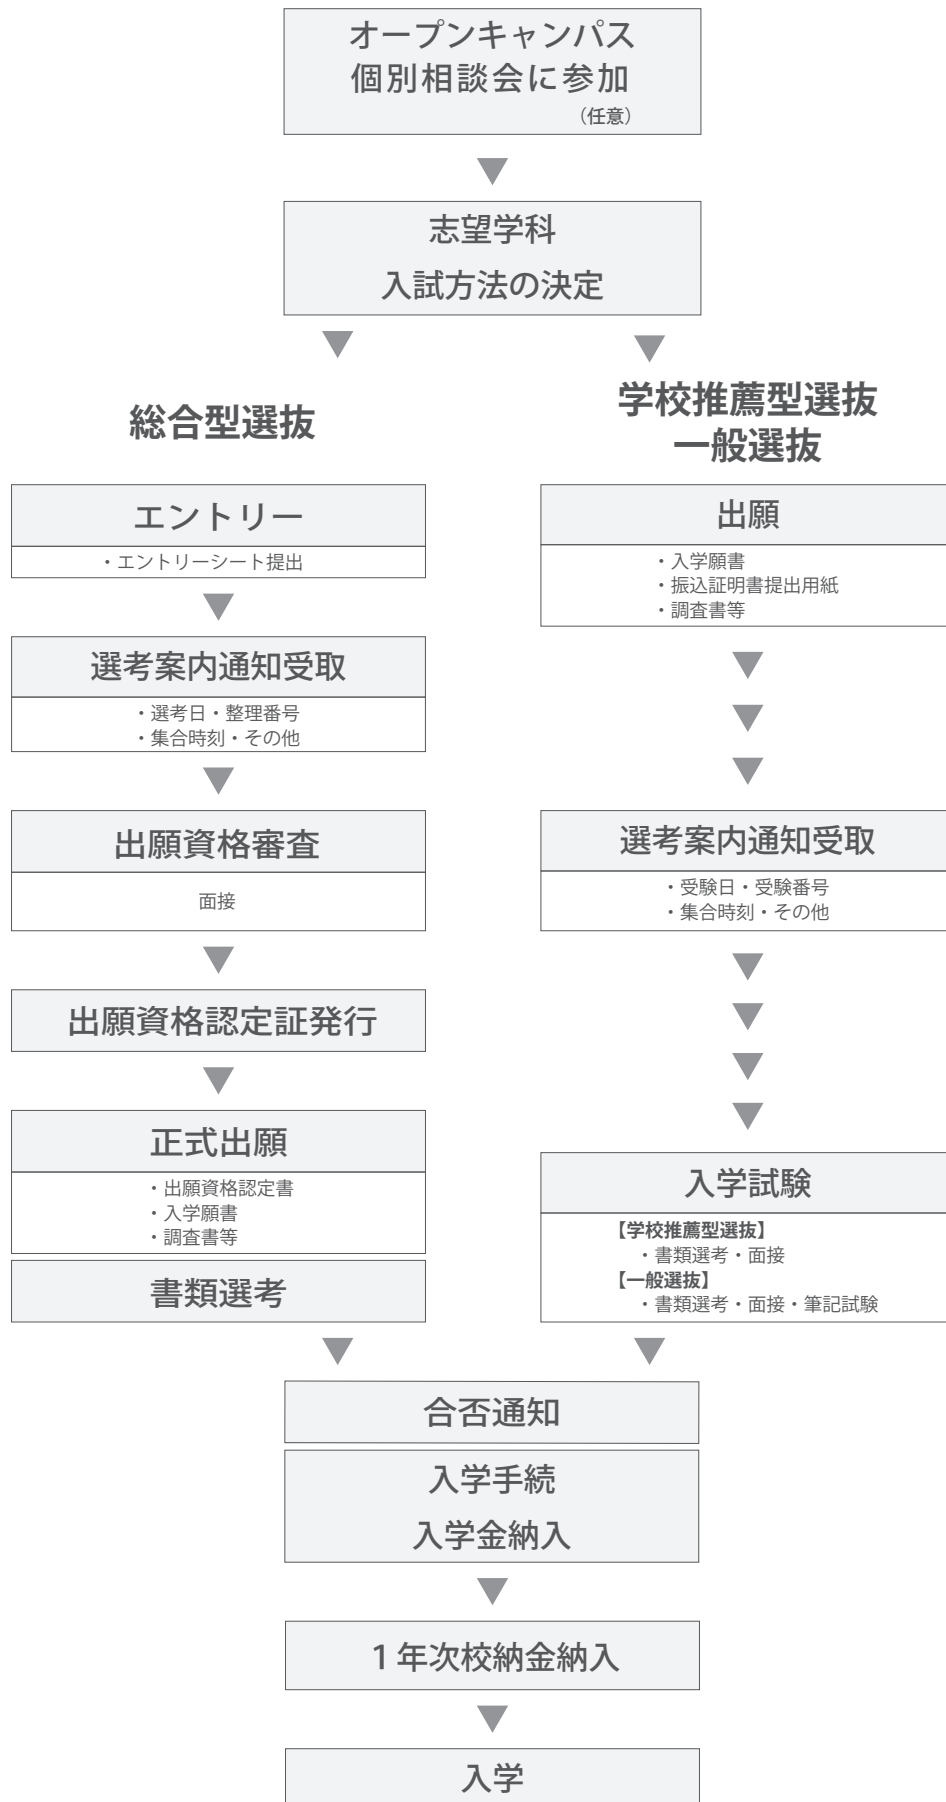 オープンキャンパス
個別相談会に参加
（任意）
志望学科
入試方法の決定
総合型選抜
エントリー
・エントリーシート提出
選考案内通知受取
・選考日・整理番号
・集合時刻・その他
出願資格審査
面接
出願資格認定証発行
正式出願
・出願資格認定書
・入学願書
・調査書等
書類選考
学校推薦型選抜
一般選抜
出願
・入学願書
・振込証明書提出用紙
・調査書等
選考案内通知受取
・受験日・受験番号
・集合時刻・その他
入学試験
【学校推薦型選抜】
・書類選考・面接
【一般選抜】
・書類選考・面接・筆記試験
合否通知
入学手続
入学金納入
1 年次校納金納入
入学